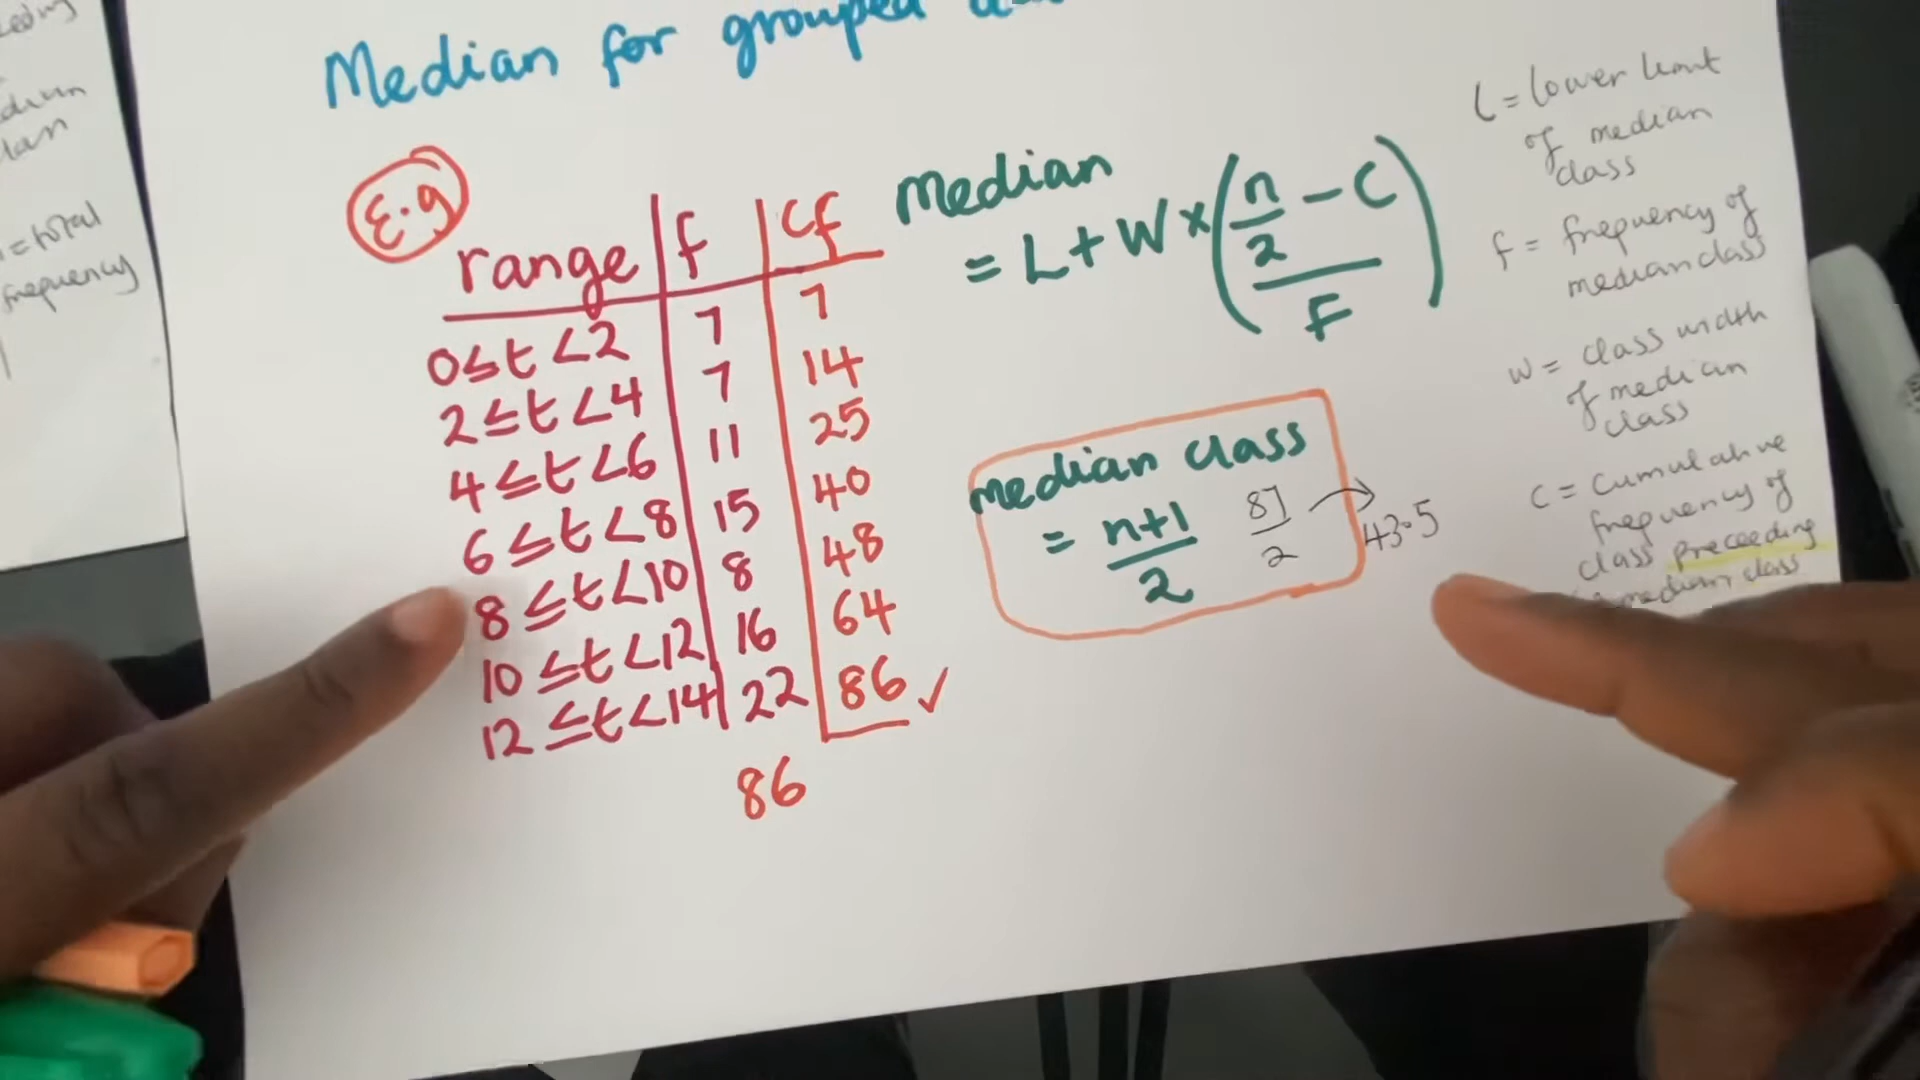 Median for grouped
E.g
range f cf
0≤t<2 7 7
2≤t<4 7 14
4≤t<6 11 25
6≤t<8 15 40
8≤t<10 8 48
10≤t<12 16 64
12≤t<14 22 86 ✓
86
Median
= L + W × (n/2 - C / F)
median class
= n+1/2 87/2 → 43.5
L = lower limit
of median
class
f = frequency of
median class
w = class width
of median
class
C = cumulative
frequency of
class preceeding
median class
= total
frequency